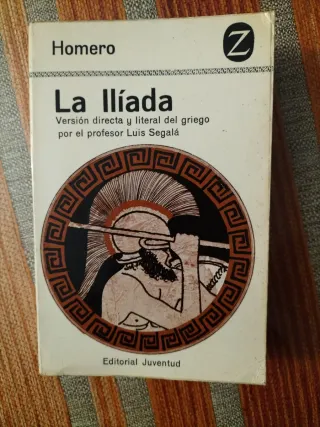 Homero
Z
La Ilíada
Versión directa y literal del griego
por el profesor Luis Segalá
Editorial Juventud